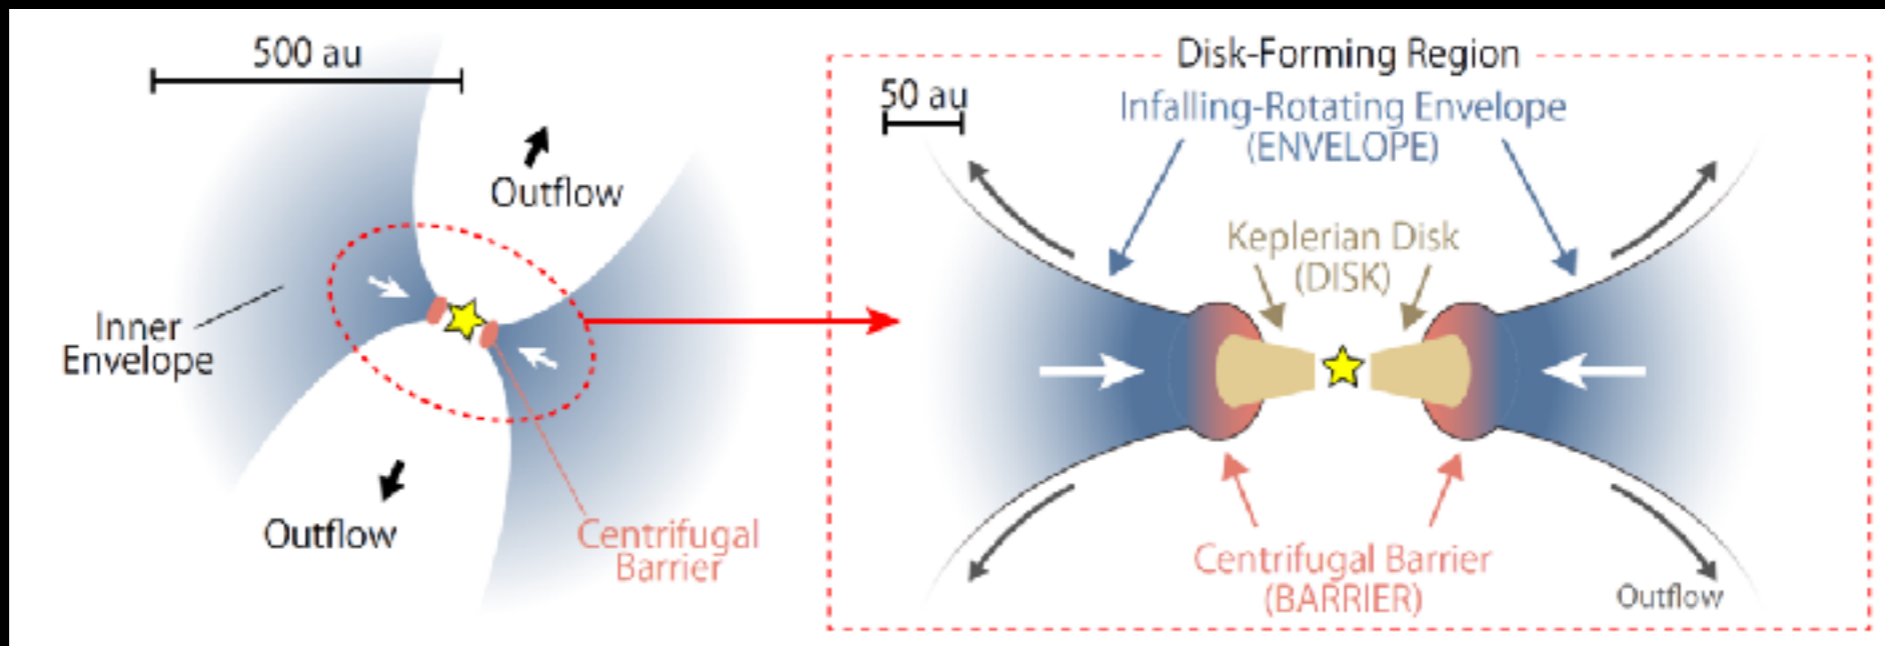 500 au
Outflow
Inner
Envelope
Outflow
Centrifugal
Barrier
Disk-Forming Region
50 au
Infalling-Rotating Envelope
(ENVELOPE)
Keplerian Disk
(DISK)
Centrifugal Barrier
(BARRIER)
Outflow